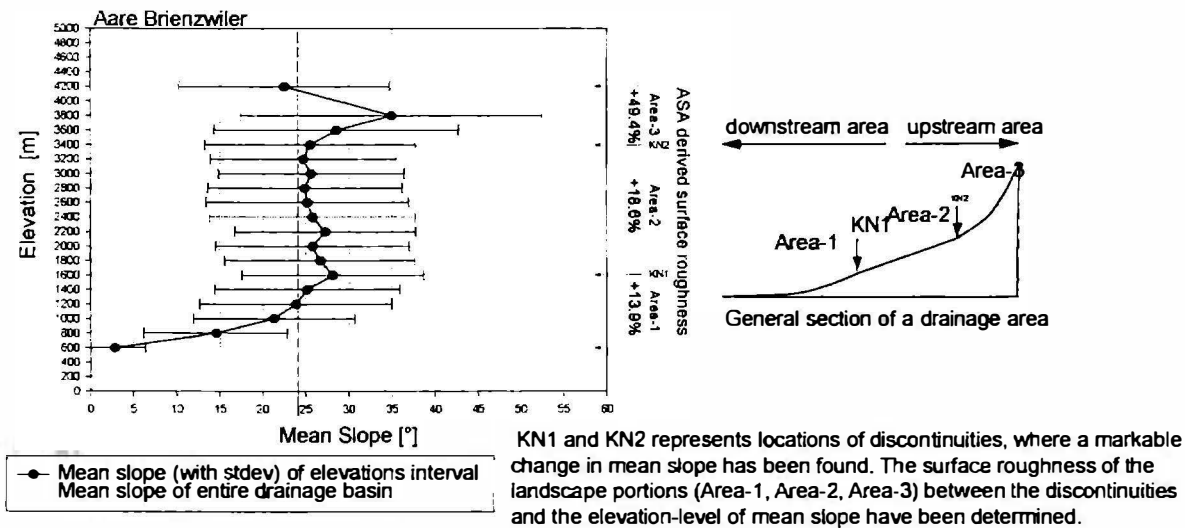 Aare Brienzwiler
5000
4800
4600
4400
4200
3800
3600
3400
3200
3000
2800
2600
2400
2200
2000
1800
1600
1400
1200
1000
800
600
400
200
0
Elevation [m]
0 5 10 15 20 25 30 35 40 45 50 55 60
Mean Slope [°]
Mean slope (with stdev) of elevations interval
Mean slope of entire drainage basin
ASA derived surface roughness
Area-3 KN2
+49.4%
Area-2
+18.6%
KN1
Area-1
+13.9%
downstream area upstream area
Area-3
KN2
Area-2
KN1
Area-1
General section of a drainage area
KN1 and KN2 represents locations of discontinuities, where a markable
change in mean slope has been found. The surface roughness of the
landscape portions (Area-1, Area-2, Area-3) between the discontinuities
and the elevation-level of mean slope have been determined.